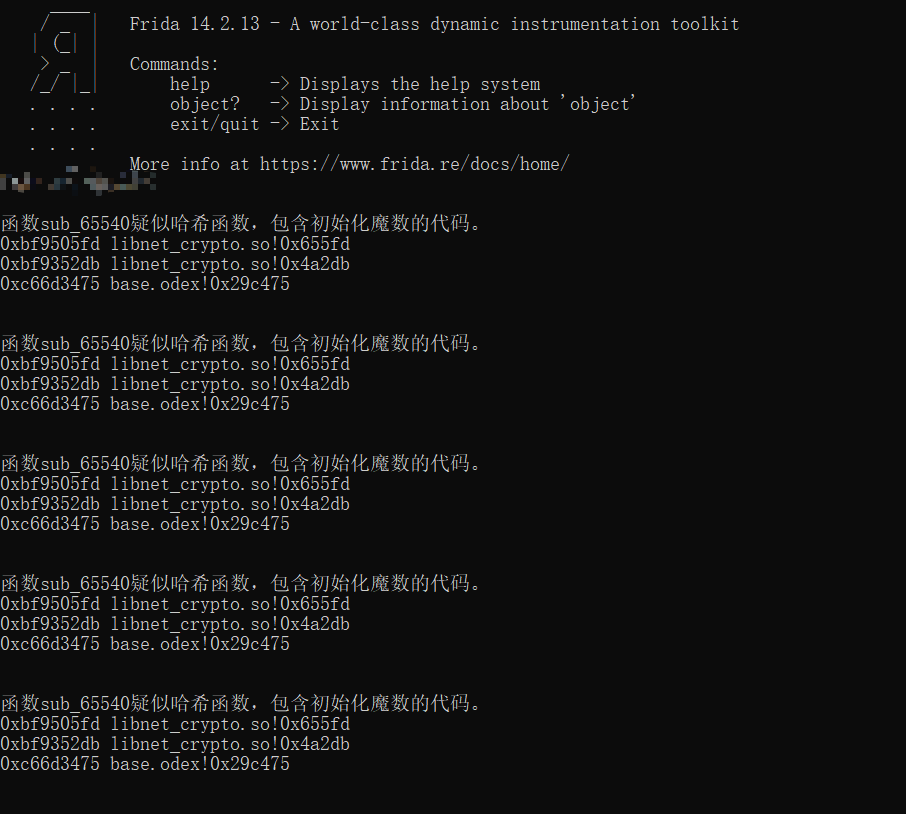 Frida 14.2.13 - A world-class dynamic instrumentation toolkit
Commands:
help -> Displays the help system
object? -> Display information about 'object'
exit/quit -> Exit
More info at https://www.frida.re/docs/home/
函数sub_65540疑似哈希函数，包含初始化魔数的代码。
0xbf9505fd libnet_crypto.so!0x655fd
0xbf9352db libnet_crypto.so!0x4a2db
0xc66d3475 base.odex!0x29c475
函数sub_65540疑似哈希函数，包含初始化魔数的代码。
0xbf9505fd libnet_crypto.so!0x655fd
0xbf9352db libnet_crypto.so!0x4a2db
0xc66d3475 base.odex!0x29c475
函数sub_65540疑似哈希函数，包含初始化魔数的代码。
0xbf9505fd libnet_crypto.so!0x655fd
0xbf9352db libnet_crypto.so!0x4a2db
0xc66d3475 base.odex!0x29c475
函数sub_65540疑似哈希函数，包含初始化魔数的代码。
0xbf9505fd libnet_crypto.so!0x655fd
0xbf9352db libnet_crypto.so!0x4a2db
0xc66d3475 base.odex!0x29c475
函数sub_65540疑似哈希函数，包含初始化魔数的代码。
0xbf9505fd libnet_crypto.so!0x655fd
0xbf9352db libnet_crypto.so!0x4a2db
0xc66d3475 base.odex!0x29c475